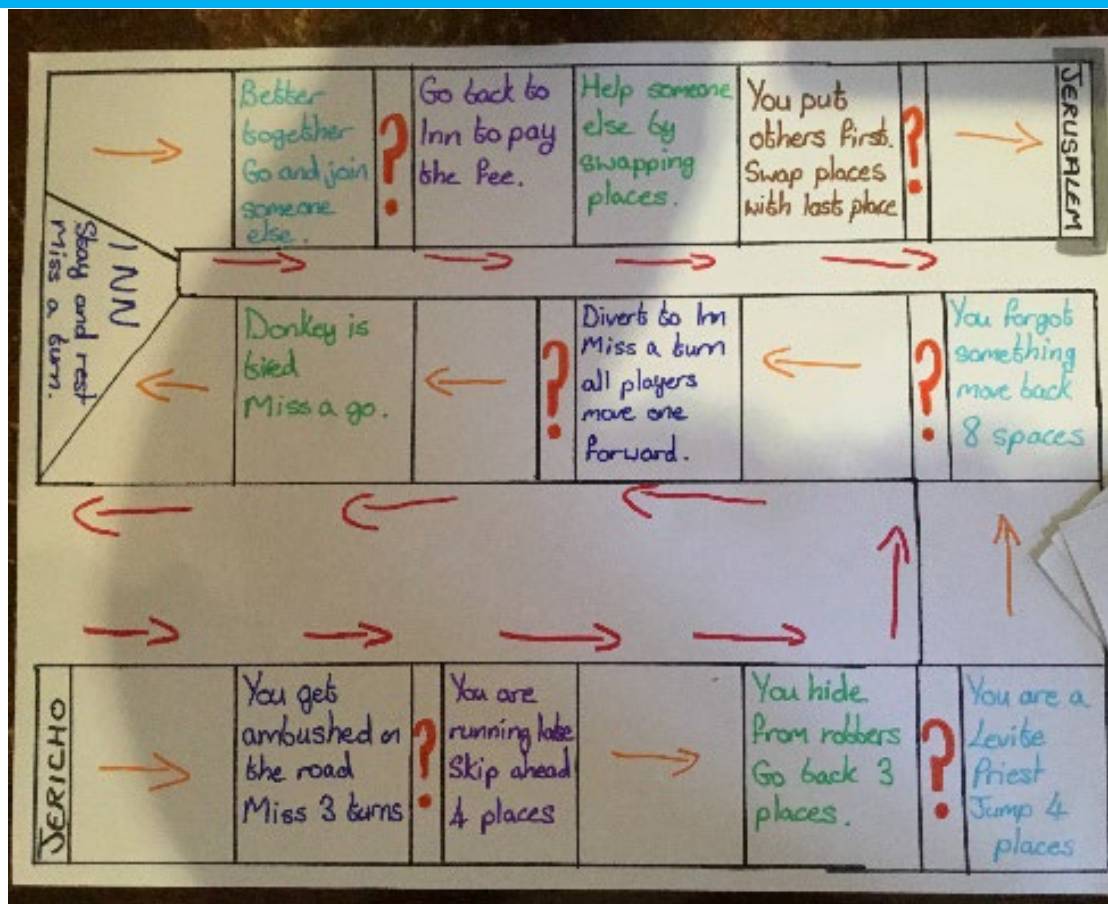 Better
together
Go and join
someone
else.
?
Go back to
Inn to pay
the fee.
Help someone
else by
swapping
places.
You put
others first.
Swap places
with last place
?
JERUSALEM
INN
Stay and rest
Miss a turn.
Donkey is
tired
Miss a go.
?
Divert to Inn
Miss a turn
all players
move one
forward.
?
You forgot
something
move back
8 spaces
JERICHO
You get
ambushed on
the road
Miss 3 turns
?
You are
running late
Skip ahead
4 places
You hide
from robbers
Go back 3
places.
?
You are a
Levite
Priest
Jump 4
places